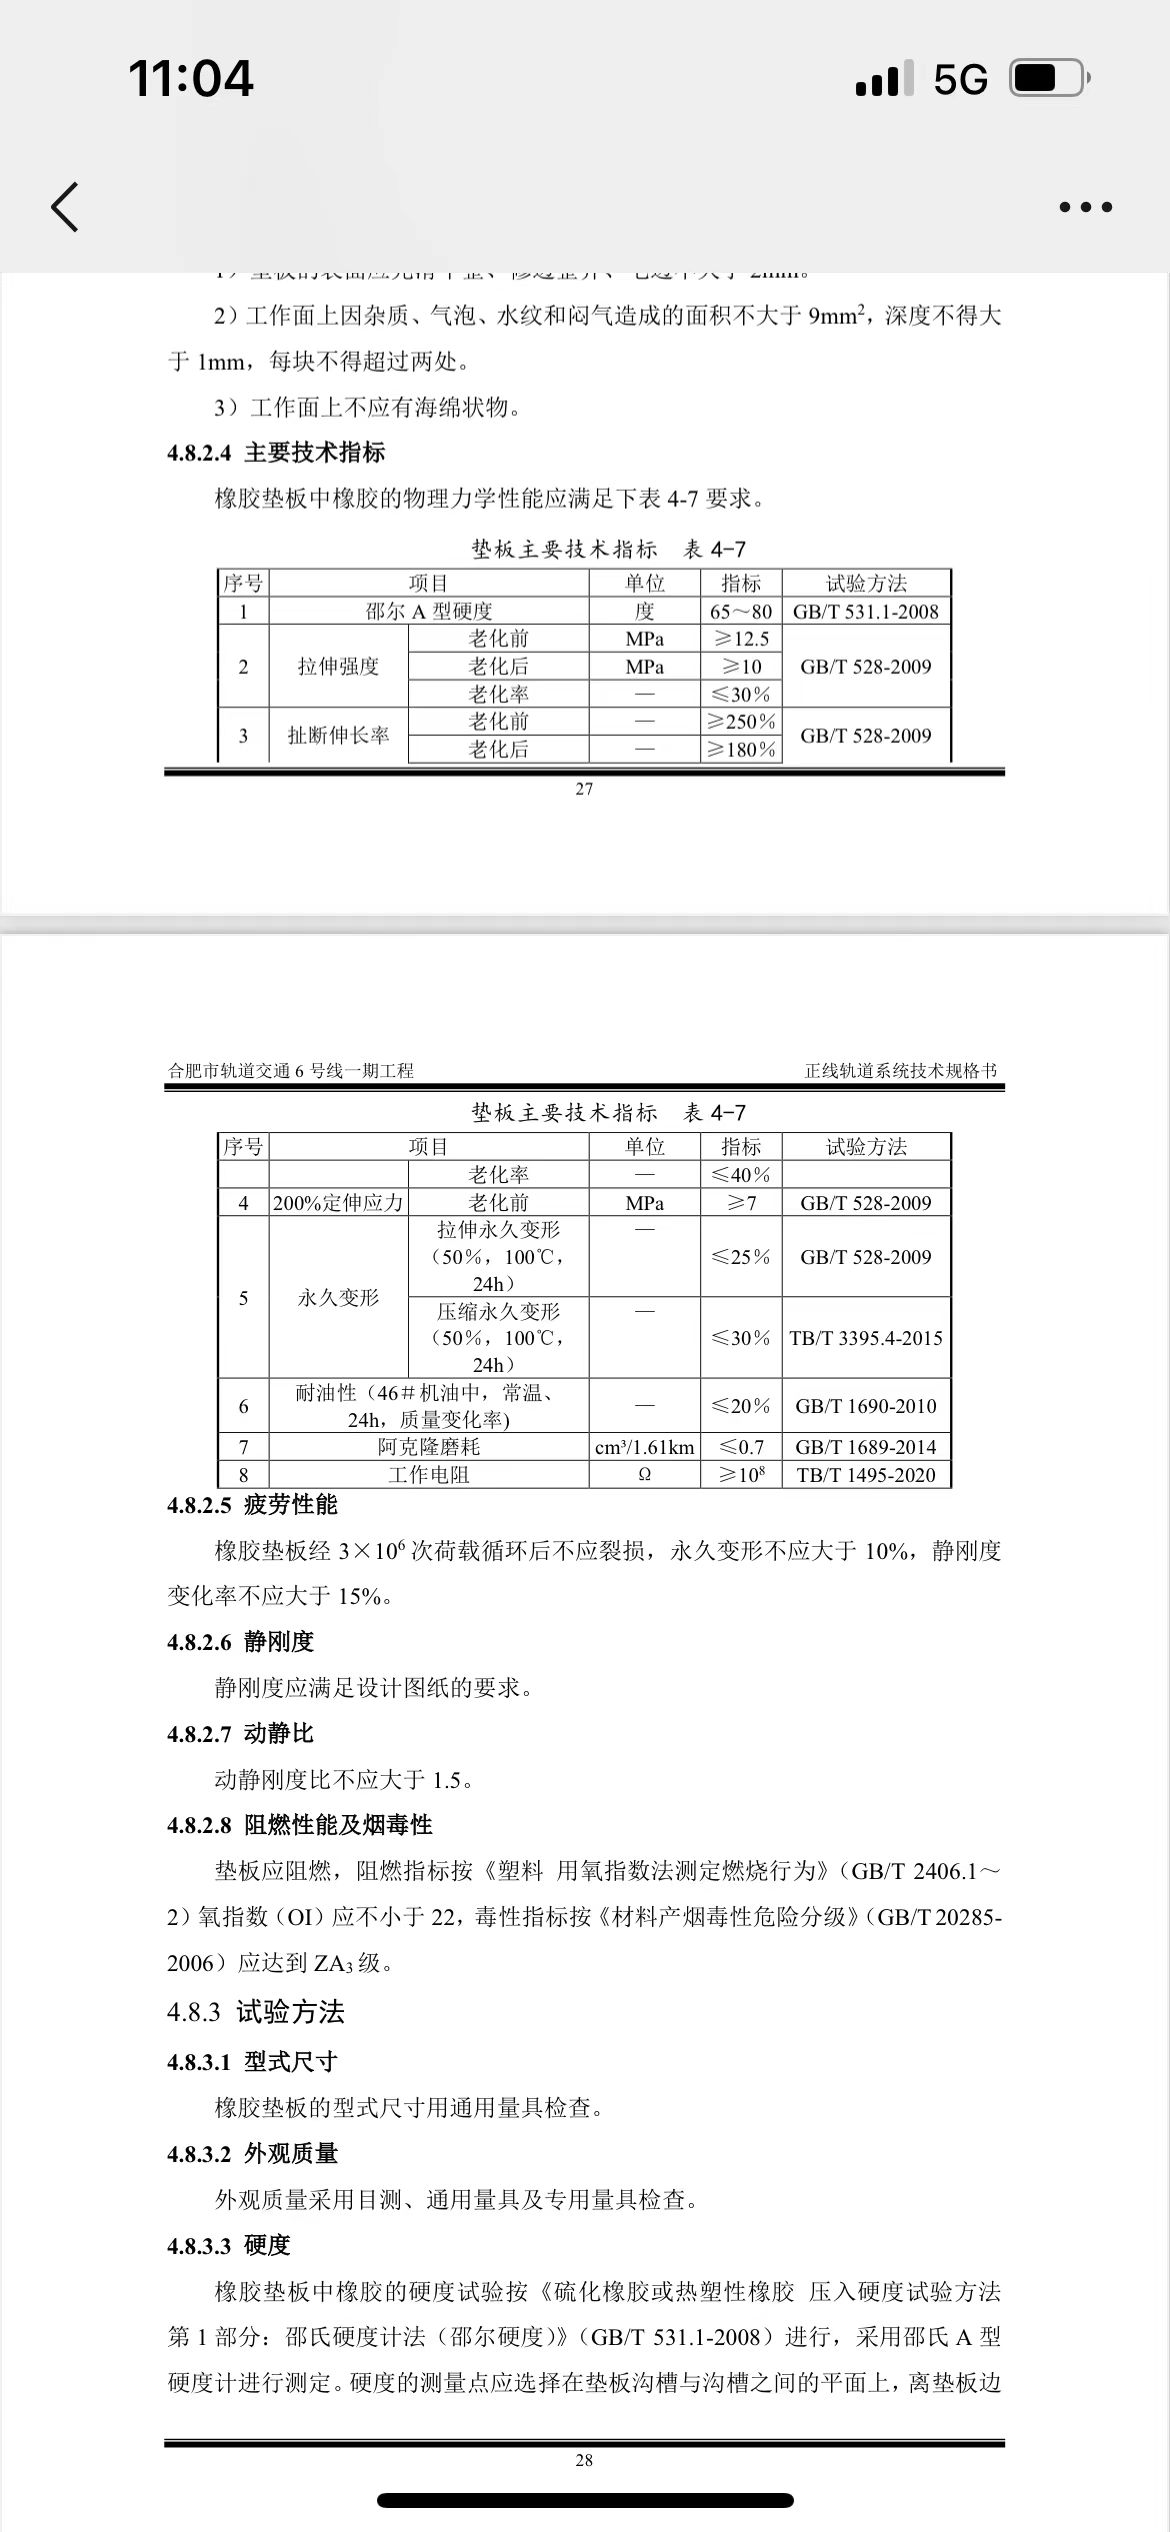 11:04
5G
2）工作面上因杂质、气泡、水纹和闷气造成的面积不大于 9mm²，深度不得大
于 1mm，每块不得超过两处。
3）工作面上不应有海绵状物。
4.8.2.4 主要技术指标
橡胶垫板中橡胶的物理力学性能应满足下表 4-7 要求。
垫板主要技术指标 表 4-7
序号 项目 单位 指标 试验方法
1 邵尔 A 型硬度 度 65～80 GB/T 531.1-2008
2 拉伸强度 老化前 MPa ≥12.5 GB/T 528-2009
老化后 MPa ≥10
老化率 — ≤30%
3 扯断伸长率 老化前 — ≥250% GB/T 528-2009
老化后 — ≥180%
27
合肥市轨道交通 6 号线一期工程 正线轨道系统技术规格书
垫板主要技术指标 表 4-7
序号 项目 单位 指标 试验方法
老化率 — ≤40%
4 200%定伸应力 老化前 MPa ≥7 GB/T 528-2009
5 永久变形 拉伸永久变形 — ≤25% GB/T 528-2009
（50%，100℃，
24h）
压缩永久变形 — ≤30% TB/T 3395.4-2015
（50%，100℃，
24h）
6 耐油性（46＃机油中，常温、 — ≤20% GB/T 1690-2010
24h，质量变化率)
7 阿克隆磨耗 cm³/1.61km ≤0.7 GB/T 1689-2014
8 工作电阻 Ω ≥10⁸ TB/T 1495-2020
4.8.2.5 疲劳性能
橡胶垫板经 3×10⁶ 次荷载循环后不应裂损，永久变形不应大于 10%，静刚度
变化率不应大于 15%。
4.8.2.6 静刚度
静刚度应满足设计图纸的要求。
4.8.2.7 动静比
动静刚度比不应大于 1.5。
4.8.2.8 阻燃性能及烟毒性
垫板应阻燃，阻燃指标按《塑料 用氧指数法测定燃烧行为》（GB/T 2406.1～
2）氧指数（OI）应不小于 22，毒性指标按《材料产烟毒性危险分级》（GB/T 20285-
2006）应达到 ZA₃ 级。
4.8.3 试验方法
4.8.3.1 型式尺寸
橡胶垫板的型式尺寸用通用量具检查。
4.8.3.2 外观质量
外观质量采用目测、通用量具及专用量具检查。
4.8.3.3 硬度
橡胶垫板中橡胶的硬度试验按《硫化橡胶或热塑性橡胶 压入硬度试验方法
第 1 部分：邵氏硬度计法（邵尔硬度）》（GB/T 531.1-2008）进行，采用邵氏 A 型
硬度计进行测定。硬度的测量点应选择在垫板沟槽与沟槽之间的平面上，离垫板边
28